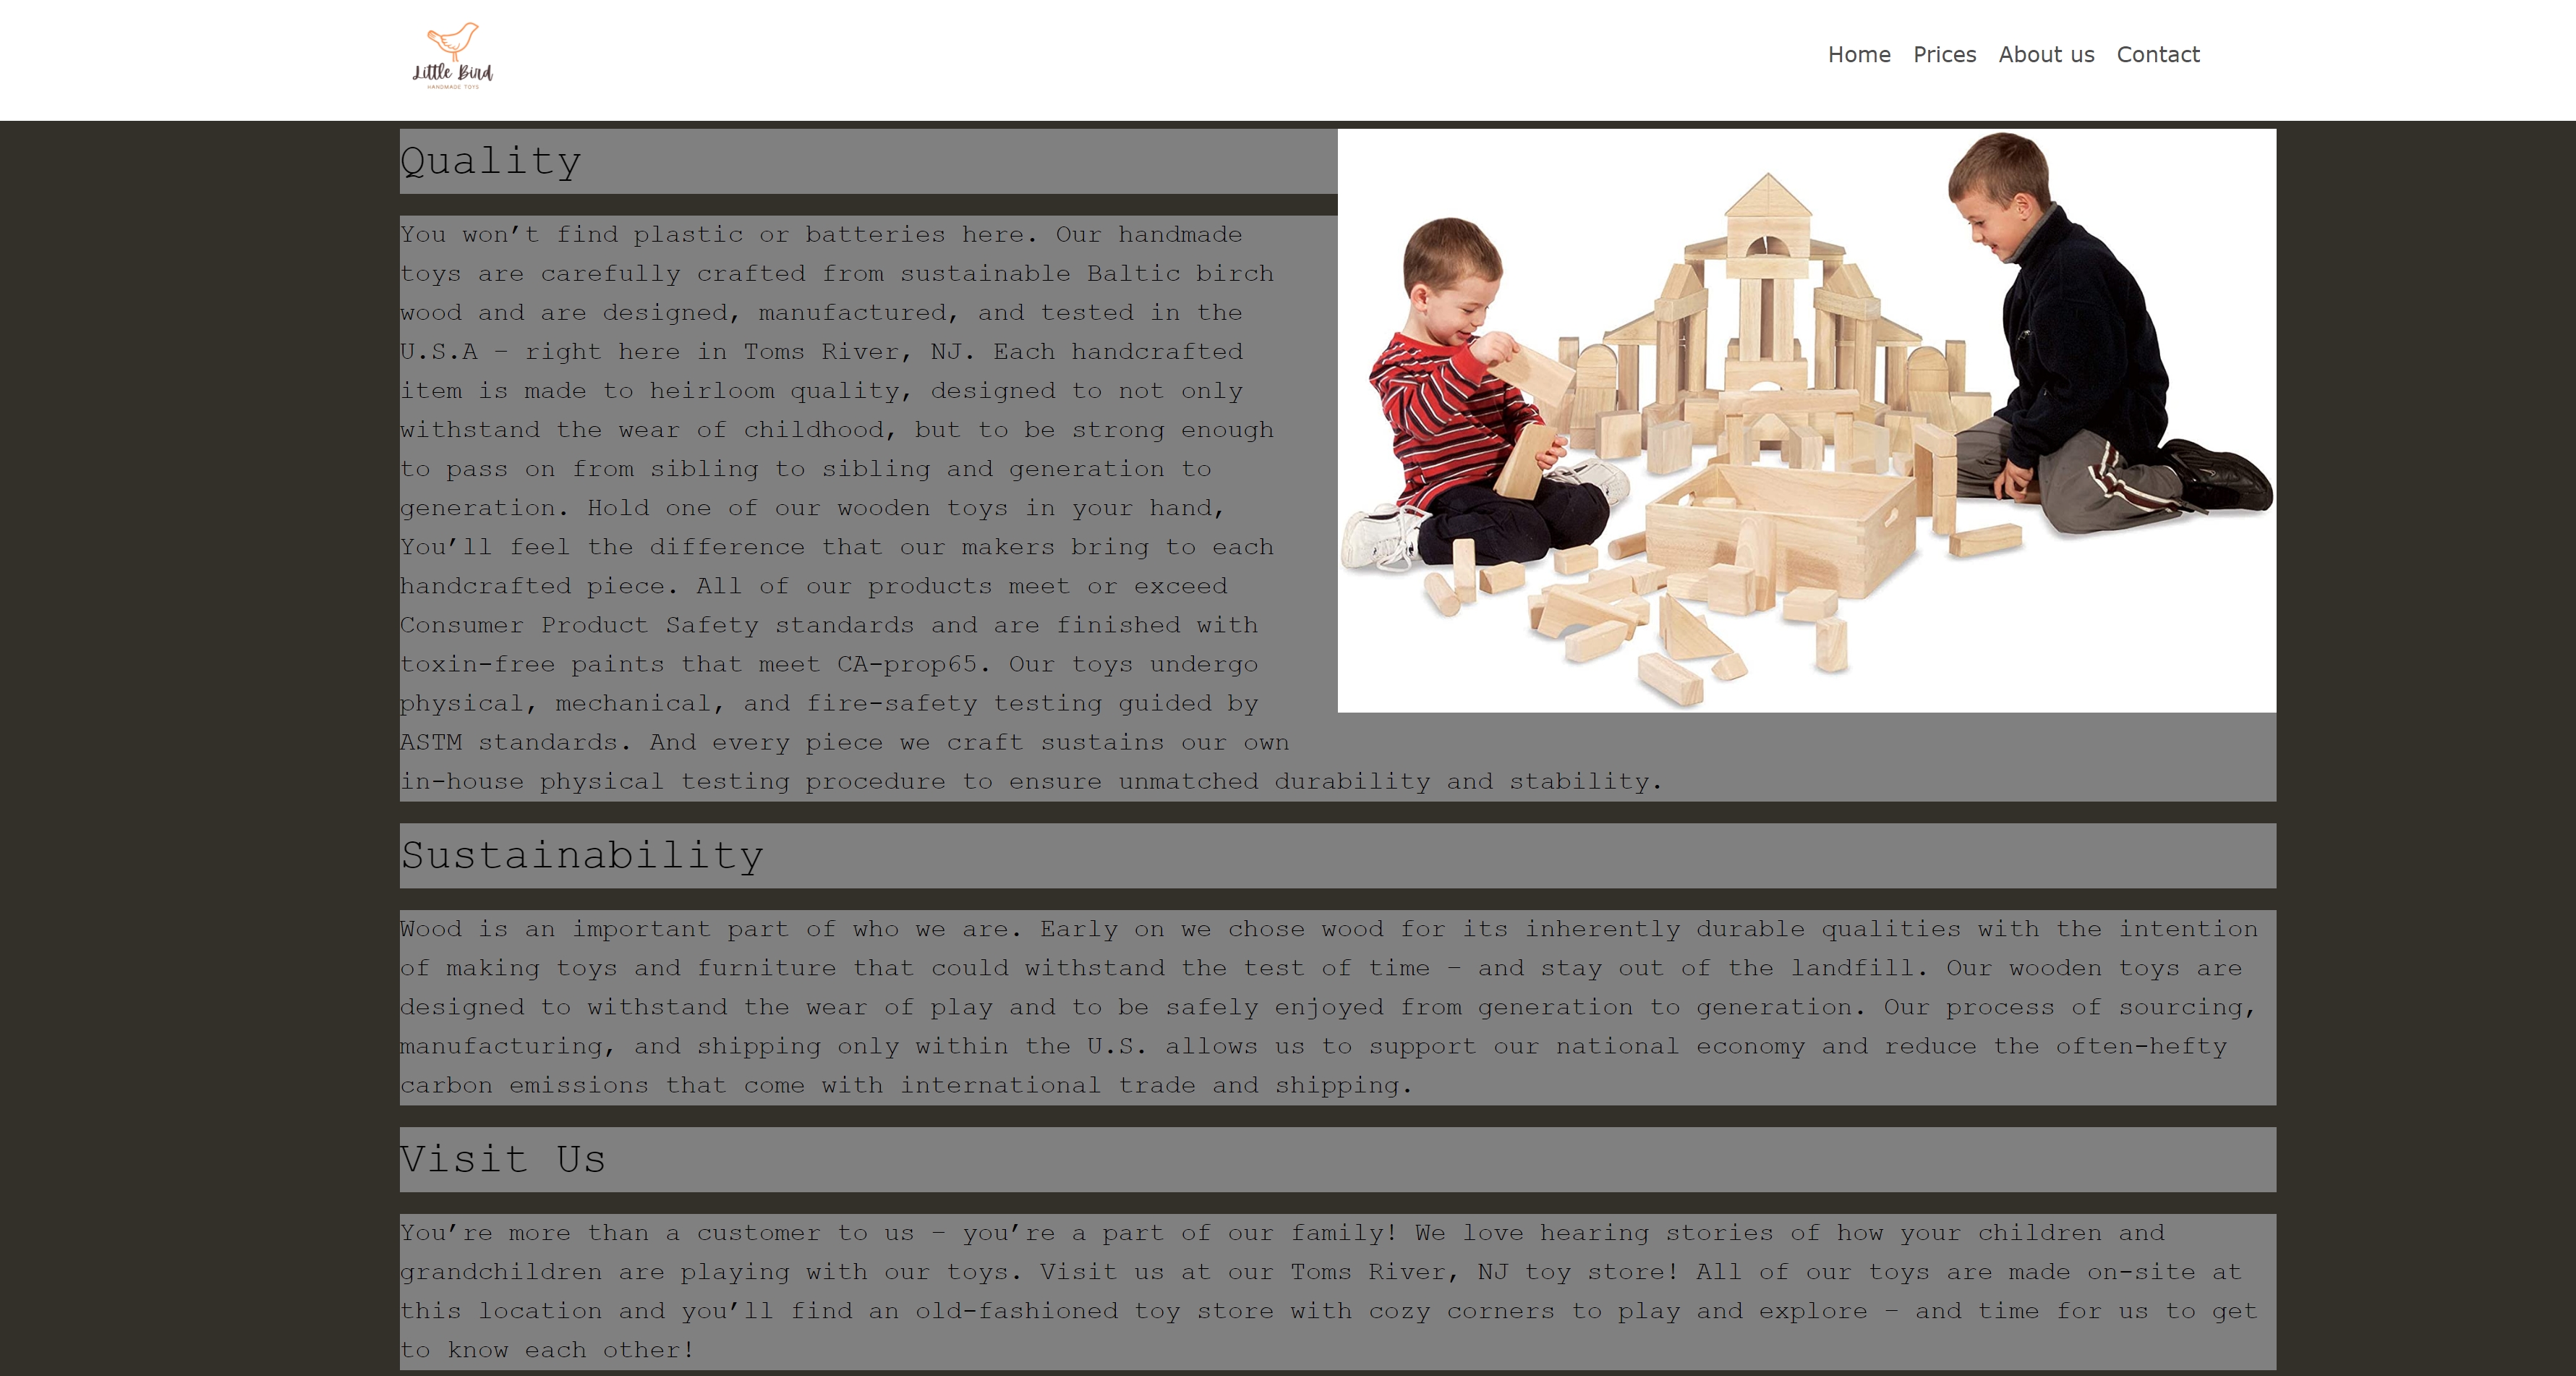 Little Bird
HANDMADE TOYS
Home Prices About us Contact
Quality
You won’t find plastic or batteries here. Our handmade
toys are carefully crafted from sustainable Baltic birch
wood and are designed, manufactured, and tested in the
U.S.A – right here in Toms River, NJ. Each handcrafted
item is made to heirloom quality, designed to not only
withstand the wear of childhood, but to be strong enough
to pass on from sibling to sibling and generation to
generation. Hold one of our wooden toys in your hand,
You’ll feel the difference that our makers bring to each
handcrafted piece. All of our products meet or exceed
Consumer Product Safety standards and are finished with
toxin-free paints that meet CA-prop65. Our toys undergo
physical, mechanical, and fire-safety testing guided by
ASTM standards. And every piece we craft sustains our own
in-house physical testing procedure to ensure unmatched durability and stability.
Sustainability
Wood is an important part of who we are. Early on we chose wood for its inherently durable qualities with the intention
of making toys and furniture that could withstand the test of time – and stay out of the landfill. Our wooden toys are
designed to withstand the wear of play and to be safely enjoyed from generation to generation. Our process of sourcing,
manufacturing, and shipping only within the U.S. allows us to support our national economy and reduce the often-hefty
carbon emissions that come with international trade and shipping.
Visit Us
You’re more than a customer to us – you’re a part of our family! We love hearing stories of how your children and
grandchildren are playing with our toys. Visit us at our Toms River, NJ toy store! All of our toys are made on-site at
this location and you’ll find an old-fashioned toy store with cozy corners to play and explore – and time for us to get
to know each other!